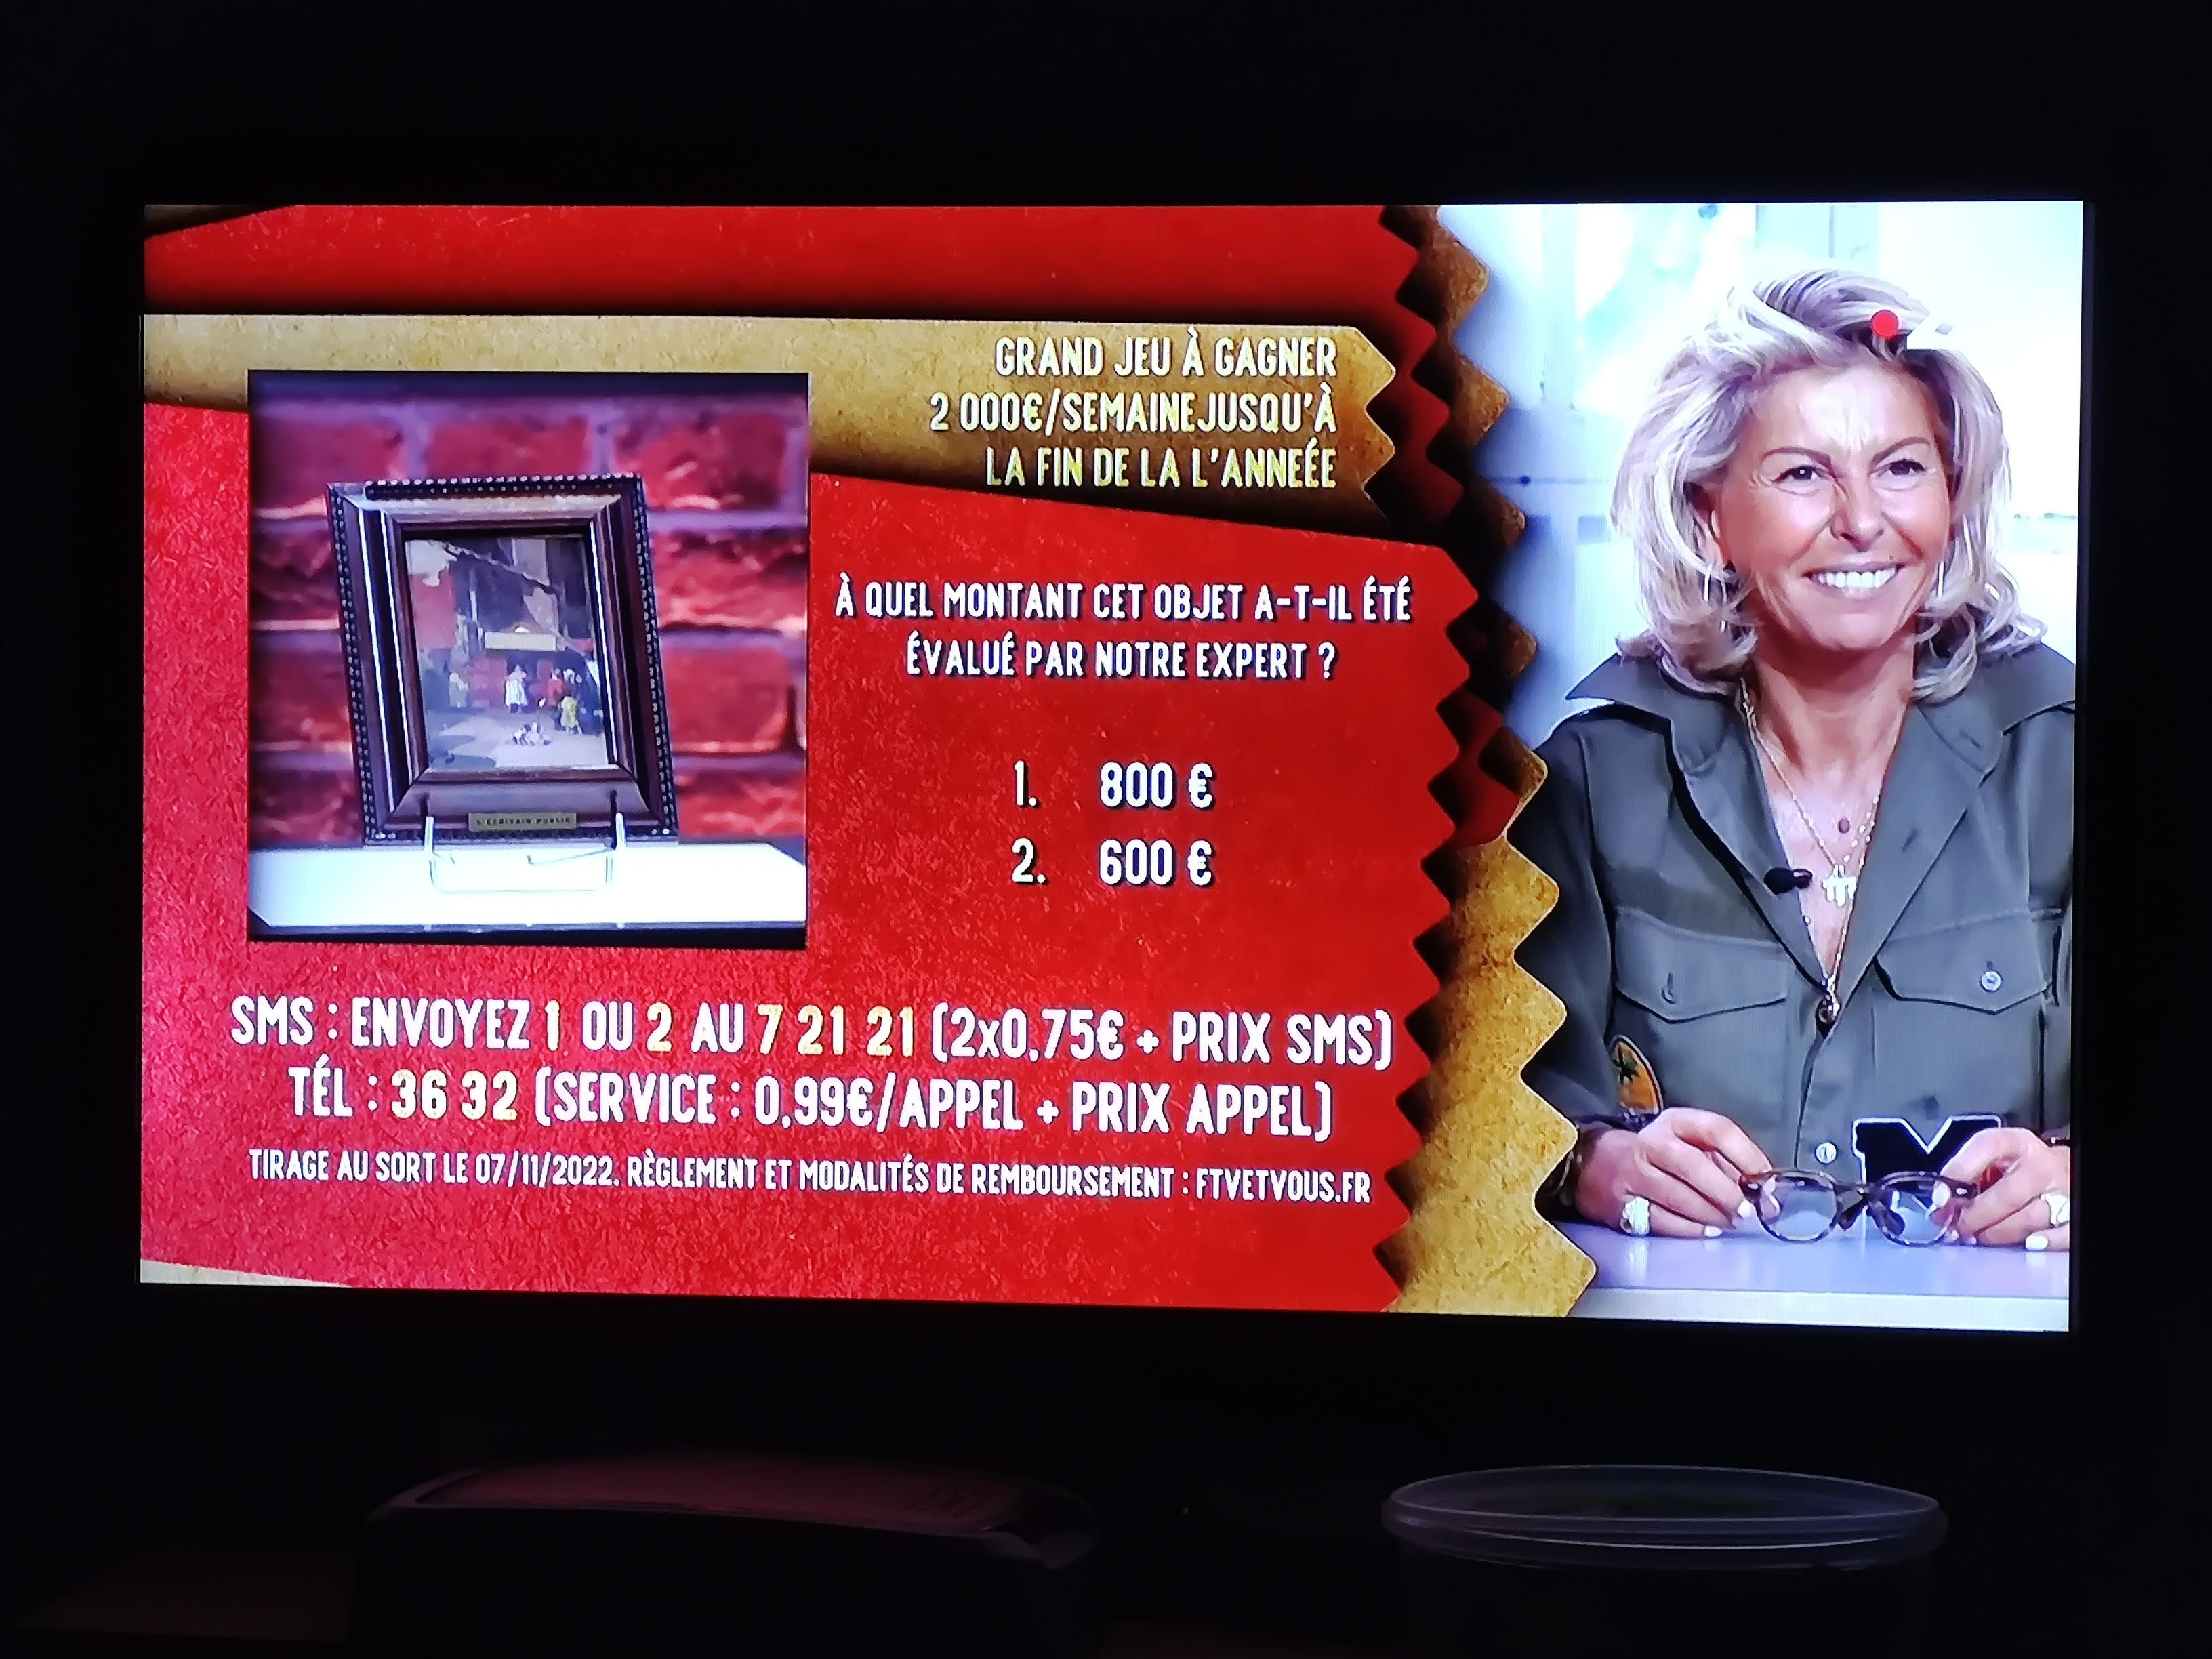 GRAND JEU À GAGNER
2 000€/SEMAINE JUSQU'À
LA FIN DE LA L'ANNEÉE
L'ECRIVAIN PUBLIC
À QUEL MONTANT CET OBJET A-T-IL ÉTÉ
ÉVALUÉ PAR NOTRE EXPERT ?
1. 800 €
2. 600 €
SMS : ENVOYEZ 1 OU 2 AU 7 21 21 (2x0,75€ + PRIX SMS)
TÉL : 36 32 (SERVICE : 0,99€/APPEL + PRIX APPEL)
TIRAGE AU SORT LE 07/11/2022. RÈGLEMENT ET MODALITÉS DE REMBOURSEMENT : FTVETVOUS.FR
M